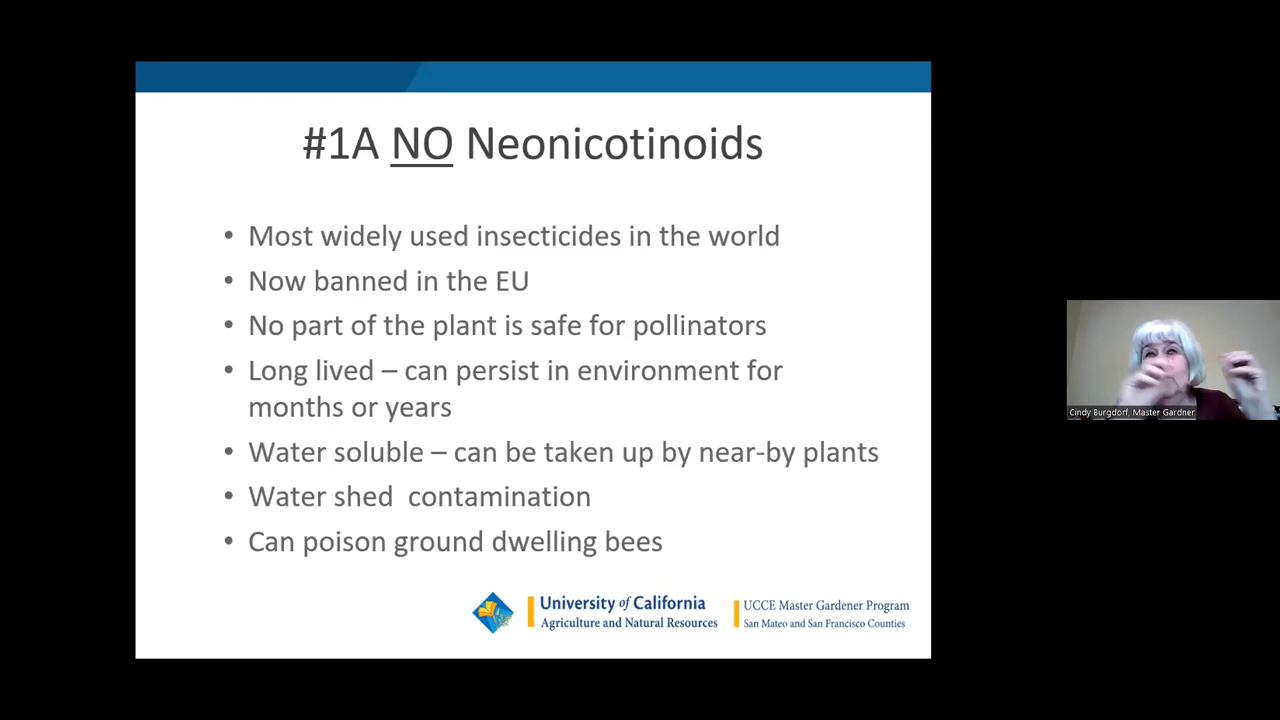 #1A NO Neonicotinoids
• Most widely used insecticides in the world
• Now banned in the EU
• No part of the plant is safe for pollinators
• Long lived – can persist in environment for
months or years
• Water soluble – can be taken up by near-by plants
• Water shed  contamination
• Can poison ground dwelling bees
University of California
Agriculture and Natural Resources
UCCE Master Gardener Program
San Mateo and San Francisco Counties
Cindy Burgdorf, Master Gardner